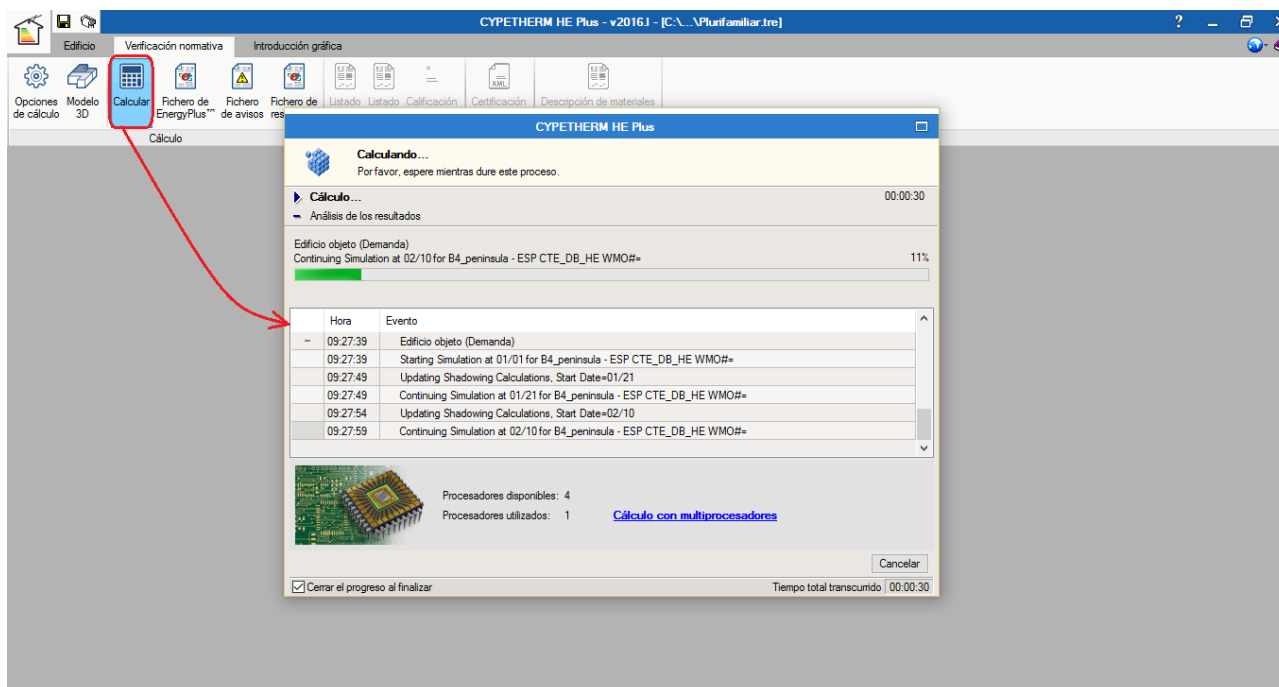 CYPETHERM HE Plus - v2016.I - [C:\...\Plurifamiliar.tre]
Edificio Verificación normativa Introducción gráfica
Opciones de cálculo
Modelo 3D
Calcular
Fichero de EnergyPlus™
Fichero de avisos
Fichero de res
Listado
Listado
Calificación
XML
Certificación
Descripción de materiales
Cálculo
CYPETHERM HE Plus
Calculando...
Por favor, espere mientras dure este proceso.
Cálculo... 00:00:30
Análisis de los resultados
Edificio objeto (Demanda)
Continuing Simulation at 02/10 for B4_peninsula - ESP CTE_DB_HE WMO#= 11%
Hora Evento
09:27:39 Edificio objeto (Demanda)
09:27:39 Starting Simulation at 01/01 for B4_peninsula - ESP CTE_DB_HE WMO#=
09:27:49 Updating Shadowing Calculations, Start Date=01/21
09:27:49 Continuing Simulation at 01/21 for B4_peninsula - ESP CTE_DB_HE WMO#=
09:27:54 Updating Shadowing Calculations, Start Date=02/10
09:27:59 Continuing Simulation at 02/10 for B4_peninsula - ESP CTE_DB_HE WMO#=
Procesadores disponibles: 4
Procesadores utilizados: 1 Cálculo con multiprocesadores
Cancelar
Cerrar el progreso al finalizar Tiempo total transcurrido 00:00:30